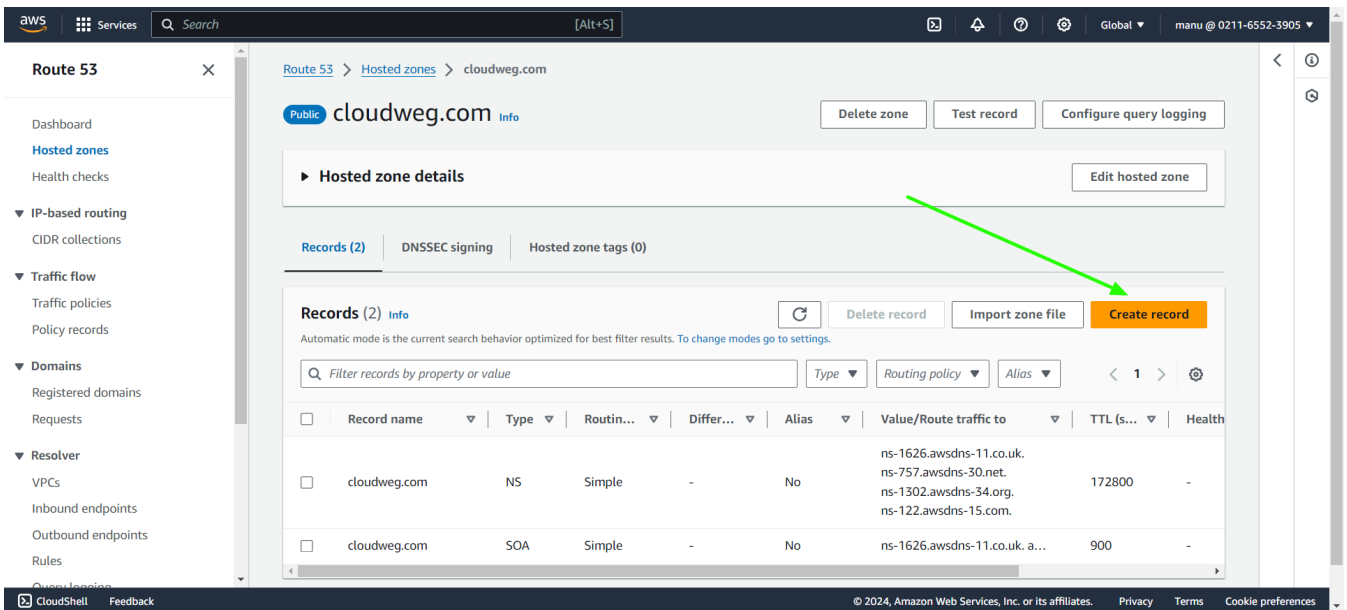 aws Services Search [Alt+S] Global manu @ 0211-6552-3905
Route 53
Dashboard
Hosted zones
Health checks
IP-based routing
CIDR collections
Traffic flow
Traffic policies
Policy records
Domains
Registered domains
Requests
Resolver
VPCs
Inbound endpoints
Outbound endpoints
Rules
Query logging
Route 53 > Hosted zones > cloudweg.com
Public cloudweg.com Info
Delete zone Test record Configure query logging
Hosted zone details Edit hosted zone
Records (2) DNSSEC signing Hosted zone tags (0)
Records (2) Info Delete record Import zone file Create record
Automatic mode is the current search behavior optimized for best filter results. To change modes go to settings.
Filter records by property or value Type Routing policy Alias 1
Record name Type Routin... Differ... Alias Value/Route traffic to TTL (s... Health
cloudweg.com NS Simple - No ns-1626.awsdns-11.co.uk. 172800 -
ns-757.awsdns-30.net.
ns-1302.awsdns-34.org.
ns-122.awsdns-15.com.
cloudweg.com SOA Simple - No ns-1626.awsdns-11.co.uk. a... 900 -
CloudShell Feedback © 2024, Amazon Web Services, Inc. or its affiliates. Privacy Terms Cookie preferences